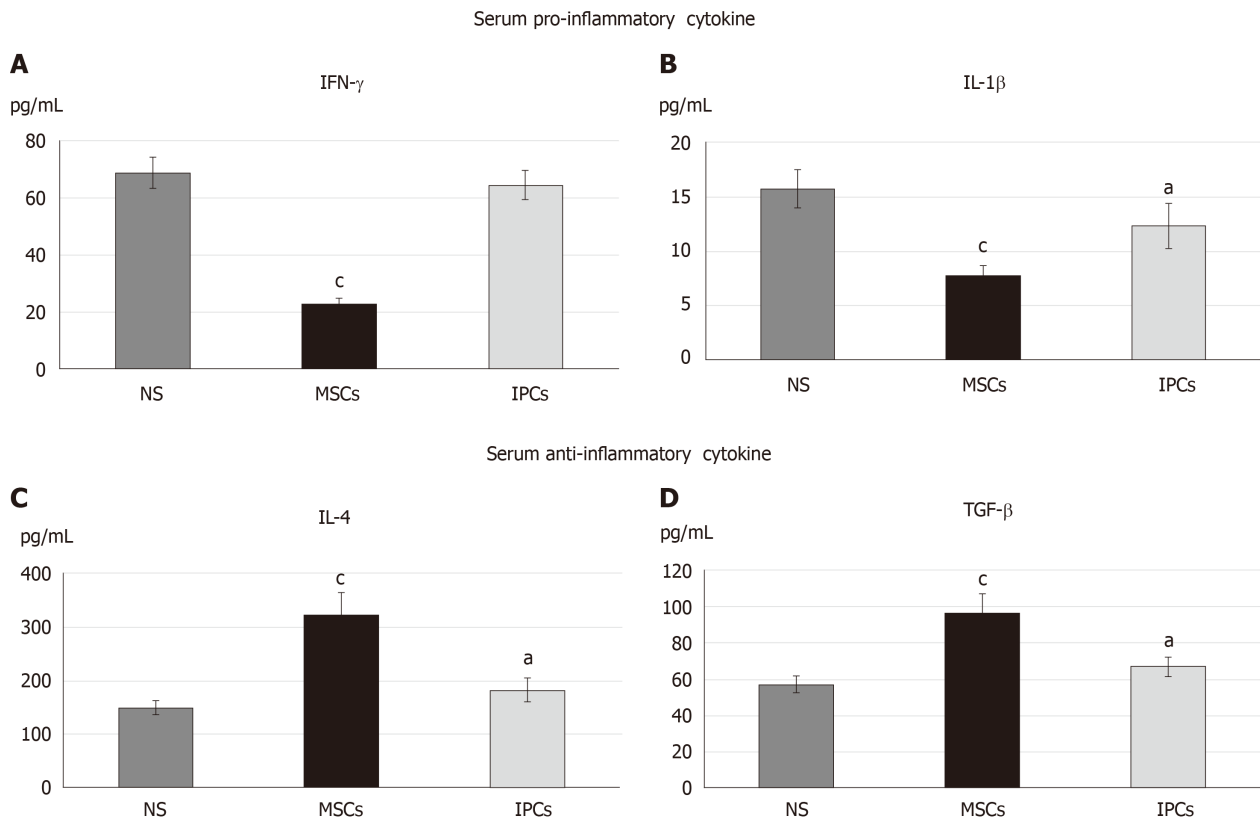 Serum pro-inflammatory cytokine
A
IFN-γ
pg/mL
80
60
40
20
0
c
NS MSCs IPCs
B
IL-1β
pg/mL
20
15
10
5
0
c
a
NS MSCs IPCs
Serum anti-inflammatory cytokine
C
IL-4
pg/mL
400
300
200
100
0
c
a
NS MSCs IPCs
D
TGF-β
pg/mL
120
100
80
60
40
20
0
c
a
NS MSCs IPCs